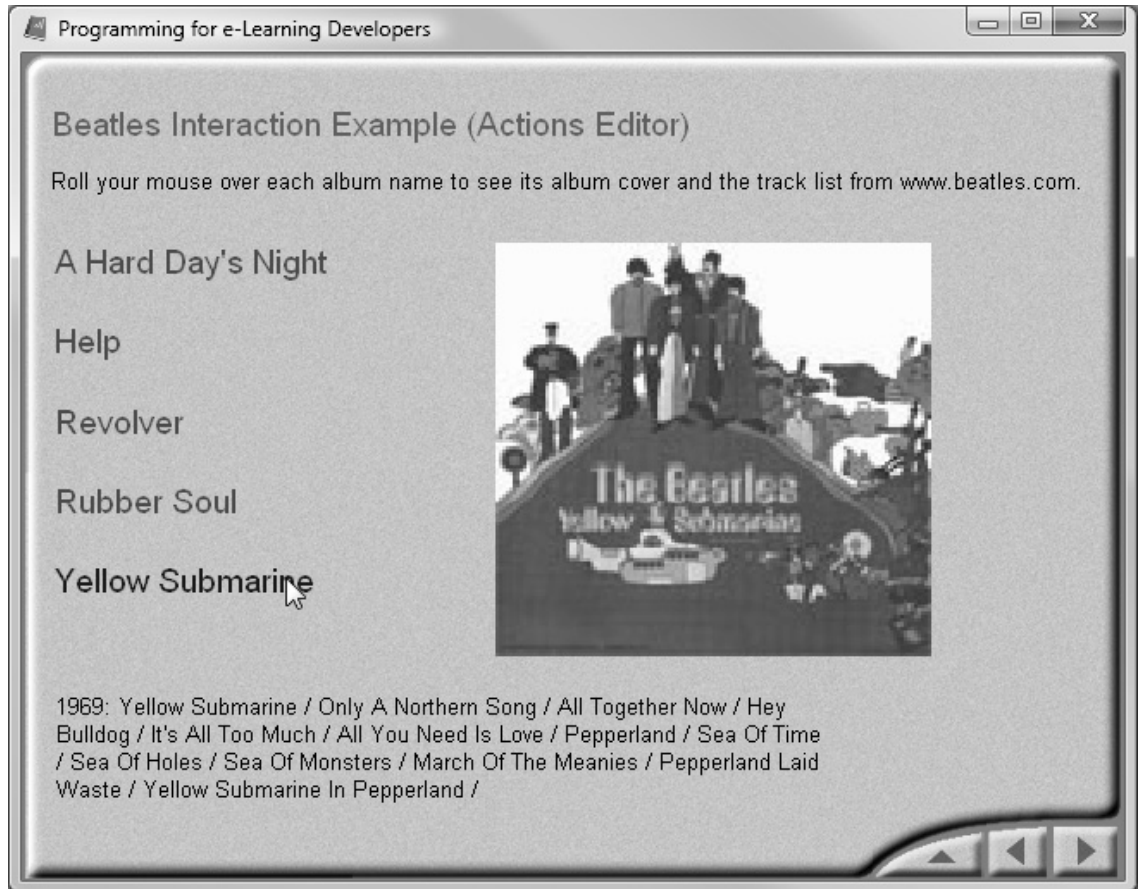 Programming for e-Learning Developers
Beatles Interaction Example (Actions Editor)
Roll your mouse over each album name to see its album cover and the track list from www.beatles.com.
A Hard Day's Night
Help
Revolver
Rubber Soul
Yellow Submarine
The Beatles
Yellow Submarine
1969: Yellow Submarine / Only A Northern Song / All Together Now / Hey
Bulldog / It's All Too Much / All You Need Is Love / Pepperland / Sea Of Time
/ Sea Of Holes / Sea Of Monsters / March Of The Meanies / Pepperland Laid
Waste / Yellow Submarine In Pepperland /